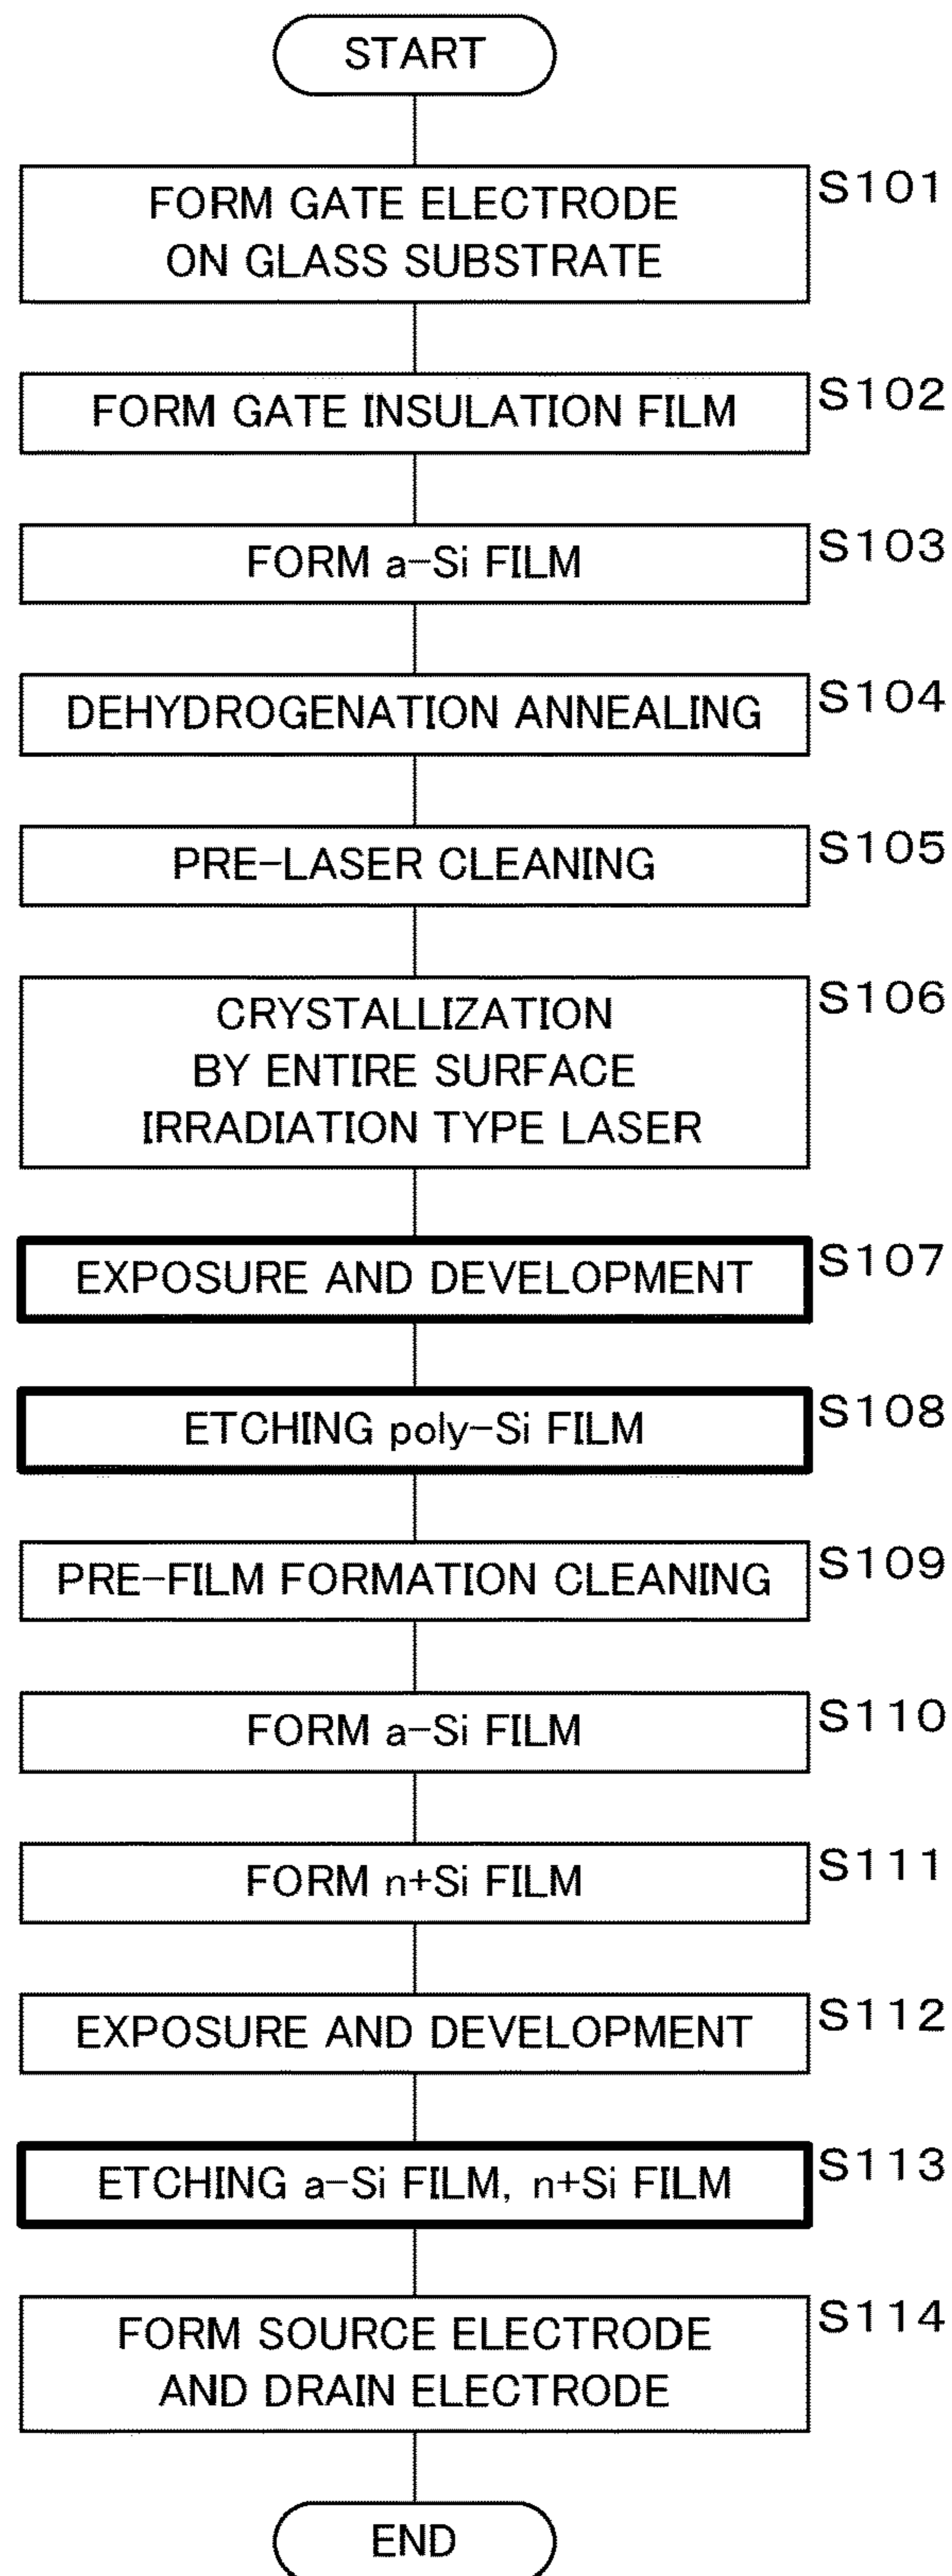 START
FORM GATE ELECTRODE
ON GLASS SUBSTRATE
S101
FORM GATE INSULATION FILM
S102
FORM a-Si FILM
S103
DEHYDROGENATION ANNEALING
S104
PRE-LASER CLEANING
S105
CRYSTALLIZATION
BY ENTIRE SURFACE
IRRADIATION TYPE LASER
S106
EXPOSURE AND DEVELOPMENT
S107
ETCHING poly-Si FILM
S108
PRE-FILM FORMATION CLEANING
S109
FORM a-Si FILM
S110
FORM n+Si FILM
S111
EXPOSURE AND DEVELOPMENT
S112
ETCHING a-Si FILM, n+Si FILM
S113
FORM SOURCE ELECTRODE
AND DRAIN ELECTRODE
S114
END